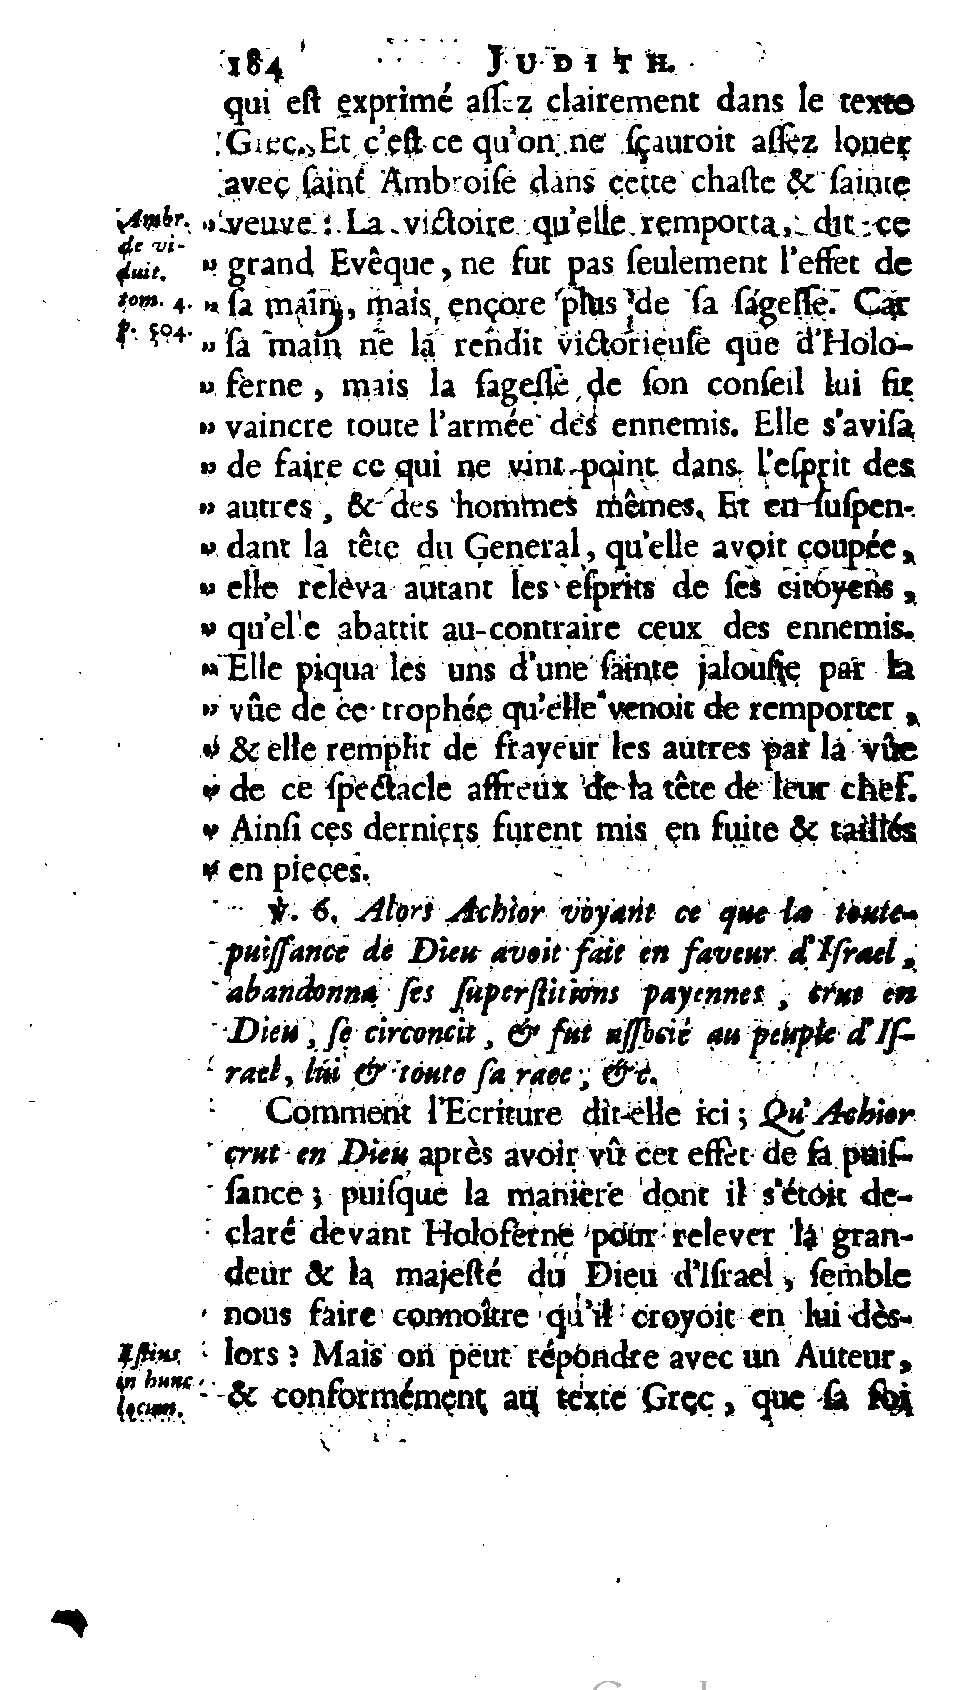 184 JUDITH.
qui est exprimé assez clairement dans le texte
Grec. Et c'est ce qu'on ne sçauroit assez louer
avec saint Ambroise dans cette chaste & sainte
Ambr. „ veuve : La victoire qu'elle remporta, dit ce
de vi-
duit. „ grand Evêque, ne fut pas seulement l'effet de
tom. 4. „ sa main, mais encore plus de sa sagesse. Car
p. 504. „ sa main ne la rendit victorieuse que d'Holo-
„ ferne, mais la sagesse de son conseil lui fit
„ vaincre toute l'armée des ennemis. Elle s'avisa
„ de faire ce qui ne vint point dans l'esprit des
„ autres, & des hommes mêmes. Et en suspen-
„ dant la tête du General, qu'elle avoit coupée,
„ elle releva autant les esprits de ses citoyens,
„ qu'elle abattit au-contraire ceux des ennemis.
„ Elle piqua les uns d'une sainte jalousie par la
„ vûe de ce trophée qu'elle venoit de remporter,
„ & elle remplit de frayeur les autres par la vûe
„ de ce spectacle affreux de la tête de leur chef.
„ Ainsi ces derniers furent mis en fuite & taillés
„ en pieces.
℣. 6. Alors Achior voyant ce que la toute-
puissance de Dieu avoit fait en faveur d'Israel,
abandonna ses superstitions payennes, crut en
Dieu, se circoncit, & fut associé au peuple d'Is-
rael, lui & toute sa race; &c.
Comment l'Ecriture dit-elle ici; Qu'Achior
crut en Dieu après avoir vû cet effet de sa puis-
sance; puisque la maniere dont il s'étoit de-
claré devant Holoferne pour relever la gran-
deur & la majesté du Dieu d'Israel, semble
nous faire connoître qu'il croyoit en lui dès-
Estius lors ? Mais on peut répondre avec un Auteur,
in hunc
locum. & conformément au texte Grec, que sa foi